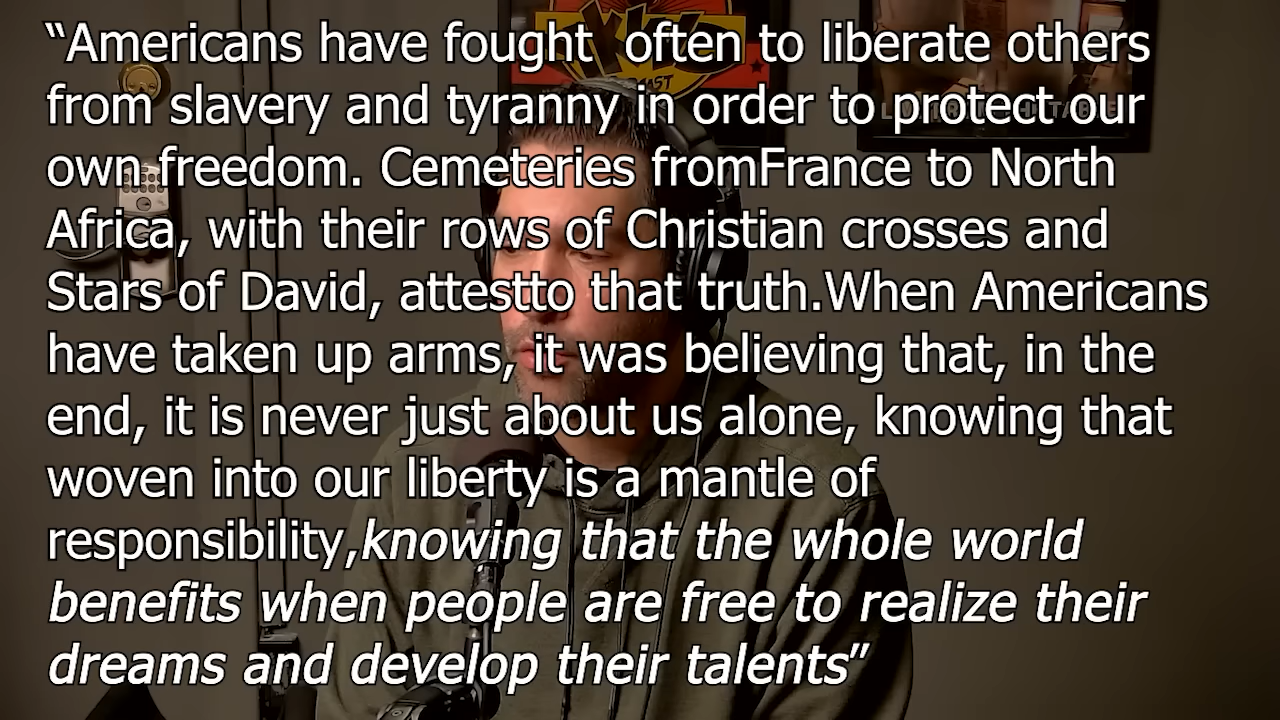 “Americans have fought  often to liberate others
from slavery and tyranny in order to protect our
own freedom. Cemeteries fromFrance to North
Africa, with their rows of Christian crosses and
Stars of David, attestto that truth.When Americans
have taken up arms, it was believing that, in the
end, it is never just about us alone, knowing that
woven into our liberty is a mantle of
responsibility,knowing that the whole world
benefits when people are free to realize their
dreams and develop their talents”